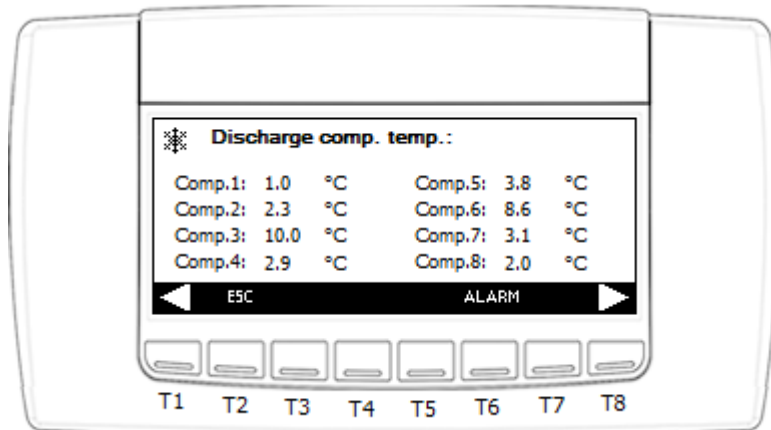 Discharge comp. temp.:
Comp.1: 1.0 °C Comp.5: 3.8 °C
Comp.2: 2.3 °C Comp.6: 8.6 °C
Comp.3: 10.0 °C Comp.7: 3.1 °C
Comp.4: 2.9 °C Comp.8: 2.0 °C
ESC ALARM
T1 T2 T3 T4 T5 T6 T7 T8